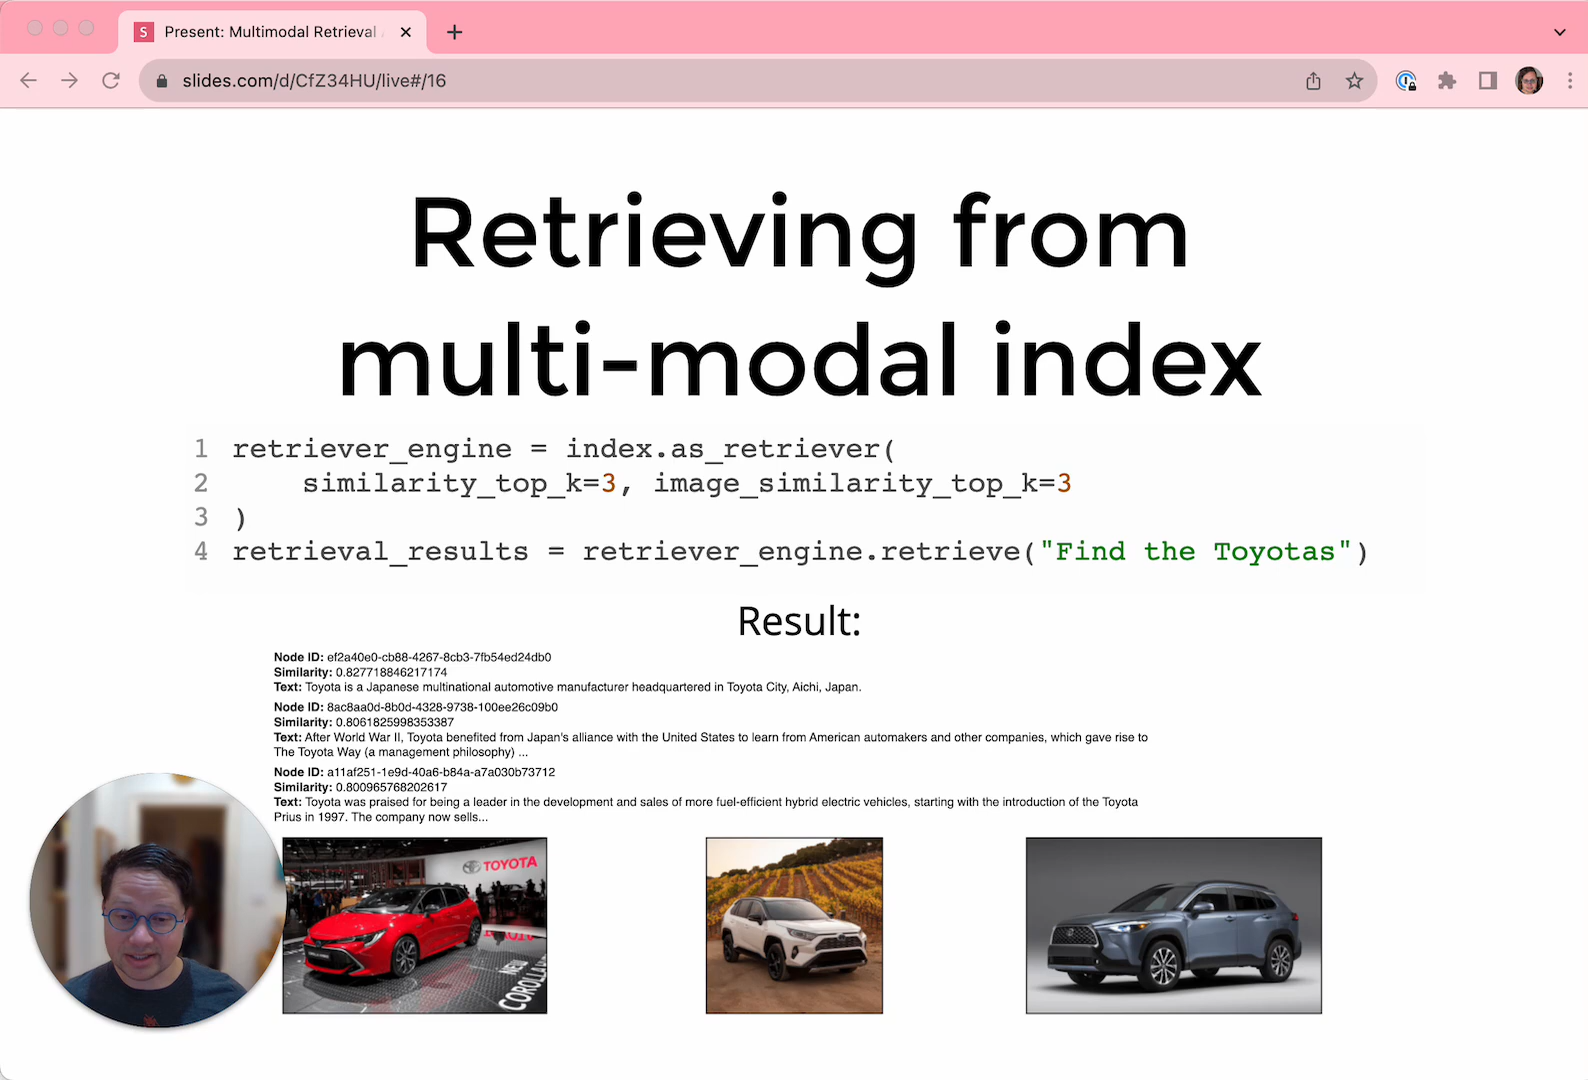 S Present: Multimodal Retrieval
slides.com/d/CfZ34HU/live#/16
Retrieving from
multi-modal index
1 retriever_engine = index.as_retriever(
2 similarity_top_k=3, image_similarity_top_k=3
3 )
4 retrieval_results = retriever_engine.retrieve("Find the Toyotas")
Result:
Node ID: ef2a40e0-cb88-4267-8cb3-7fb54ed24db0
Similarity: 0.827718846217174
Text: Toyota is a Japanese multinational automotive manufacturer headquartered in Toyota City, Aichi, Japan.
Node ID: 8ac8aa0d-8b0d-4328-9738-100ee26c09b0
Similarity: 0.8061825998353387
Text: After World War II, Toyota benefited from Japan's alliance with the United States to learn from American automakers and other companies, which gave rise to
The Toyota Way (a management philosophy) ...
Node ID: a11af251-1e9d-40a6-b84a-a7a030b73712
Similarity: 0.800965768202617
Text: Toyota was praised for being a leader in the development and sales of more fuel-efficient hybrid electric vehicles, starting with the introduction of the Toyota
Prius in 1997. The company now sells...
TOYOTA
NEW
COROLLA